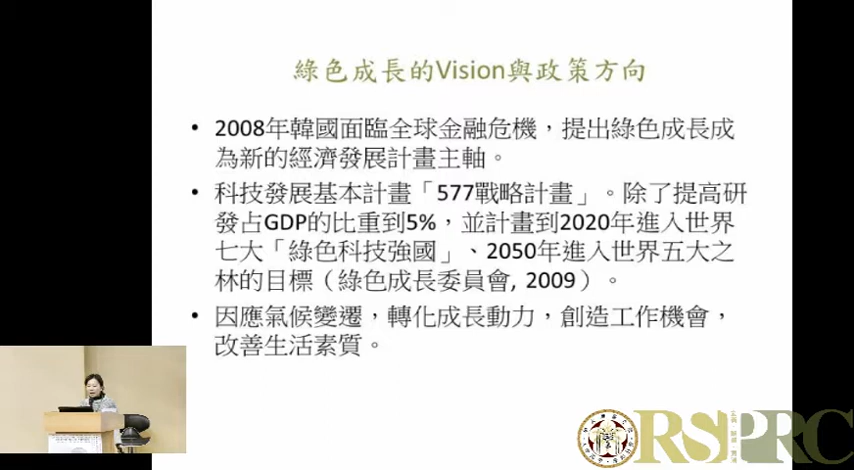 綠色成長的Vision與政策方向
• 2008年韓國面臨全球金融危機，提出綠色成長成
為新的經濟發展計畫主軸。
• 科技發展基本計畫「577戰略計畫」。除了提高研
發占GDP的比重到5%，並計畫到2020年進入世界
七大「綠色科技強國」、2050年進入世界五大之
林的目標（綠色成長委員會, 2009）。
• 因應氣候變遷，轉化成長動力，創造工作機會，
改善生活素質。
RSPRC